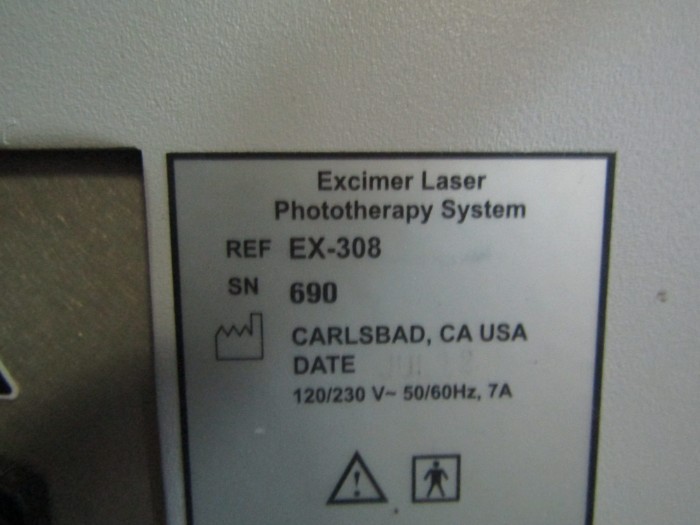 Excimer Laser
Phototherapy System
REF EX-308
SN 690
CARLSBAD, CA USA
DATE
120/230 V~ 50/60Hz, 7A